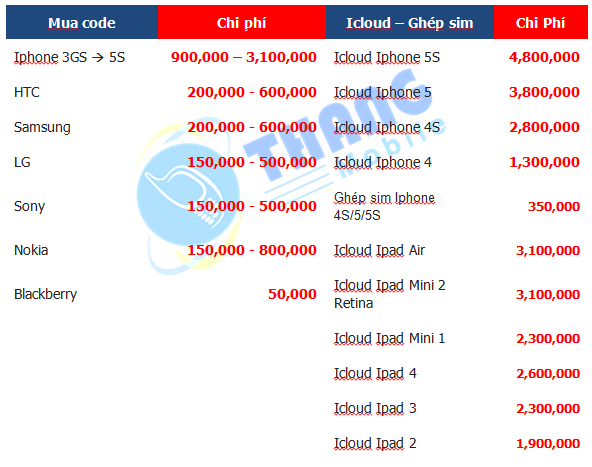 Mua code Chi phí Icloud – Ghép sim Chi Phí
Iphone 3GS → 5S 900,000 – 3,100,000 Icloud Iphone 5S 4,800,000
HTC 200,000 - 600,000 Icloud Iphone 5 3,800,000
Samsung 200,000 - 600,000 Icloud Iphone 4S 2,800,000
LG 150,000 - 500,000 Icloud Iphone 4 1,300,000
Sony 150,000 - 500,000 Ghép sim Iphone
4S/5/5S 350,000
Nokia 150,000 - 800,000 Icloud Ipad Air 3,100,000
Blackberry 50,000 Icloud Ipad Mini 2
Retina 3,100,000
Icloud Ipad Mini 1 2,300,000
Icloud Ipad 4 2,600,000
Icloud Ipad 3 2,300,000
Icloud Ipad 2 1,900,000
THANG
Mobile